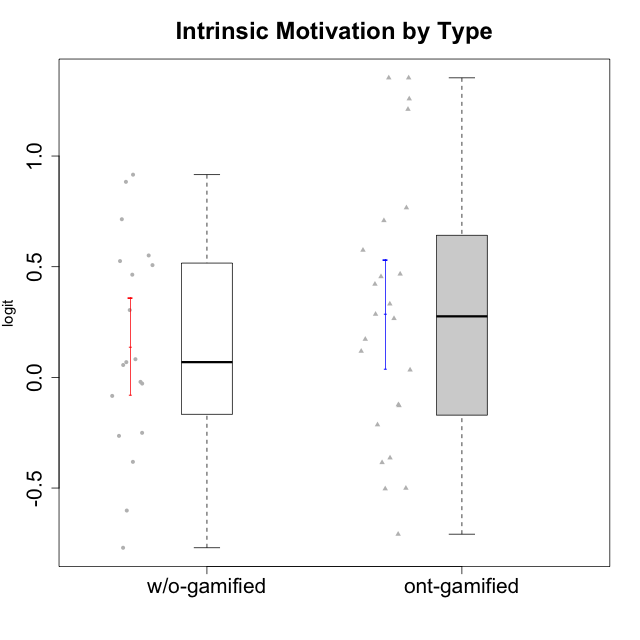 Intrinsic Motivation by Type
logit
1.0
0.5
0.0
-0.5
w/o-gamified
ont-gamified